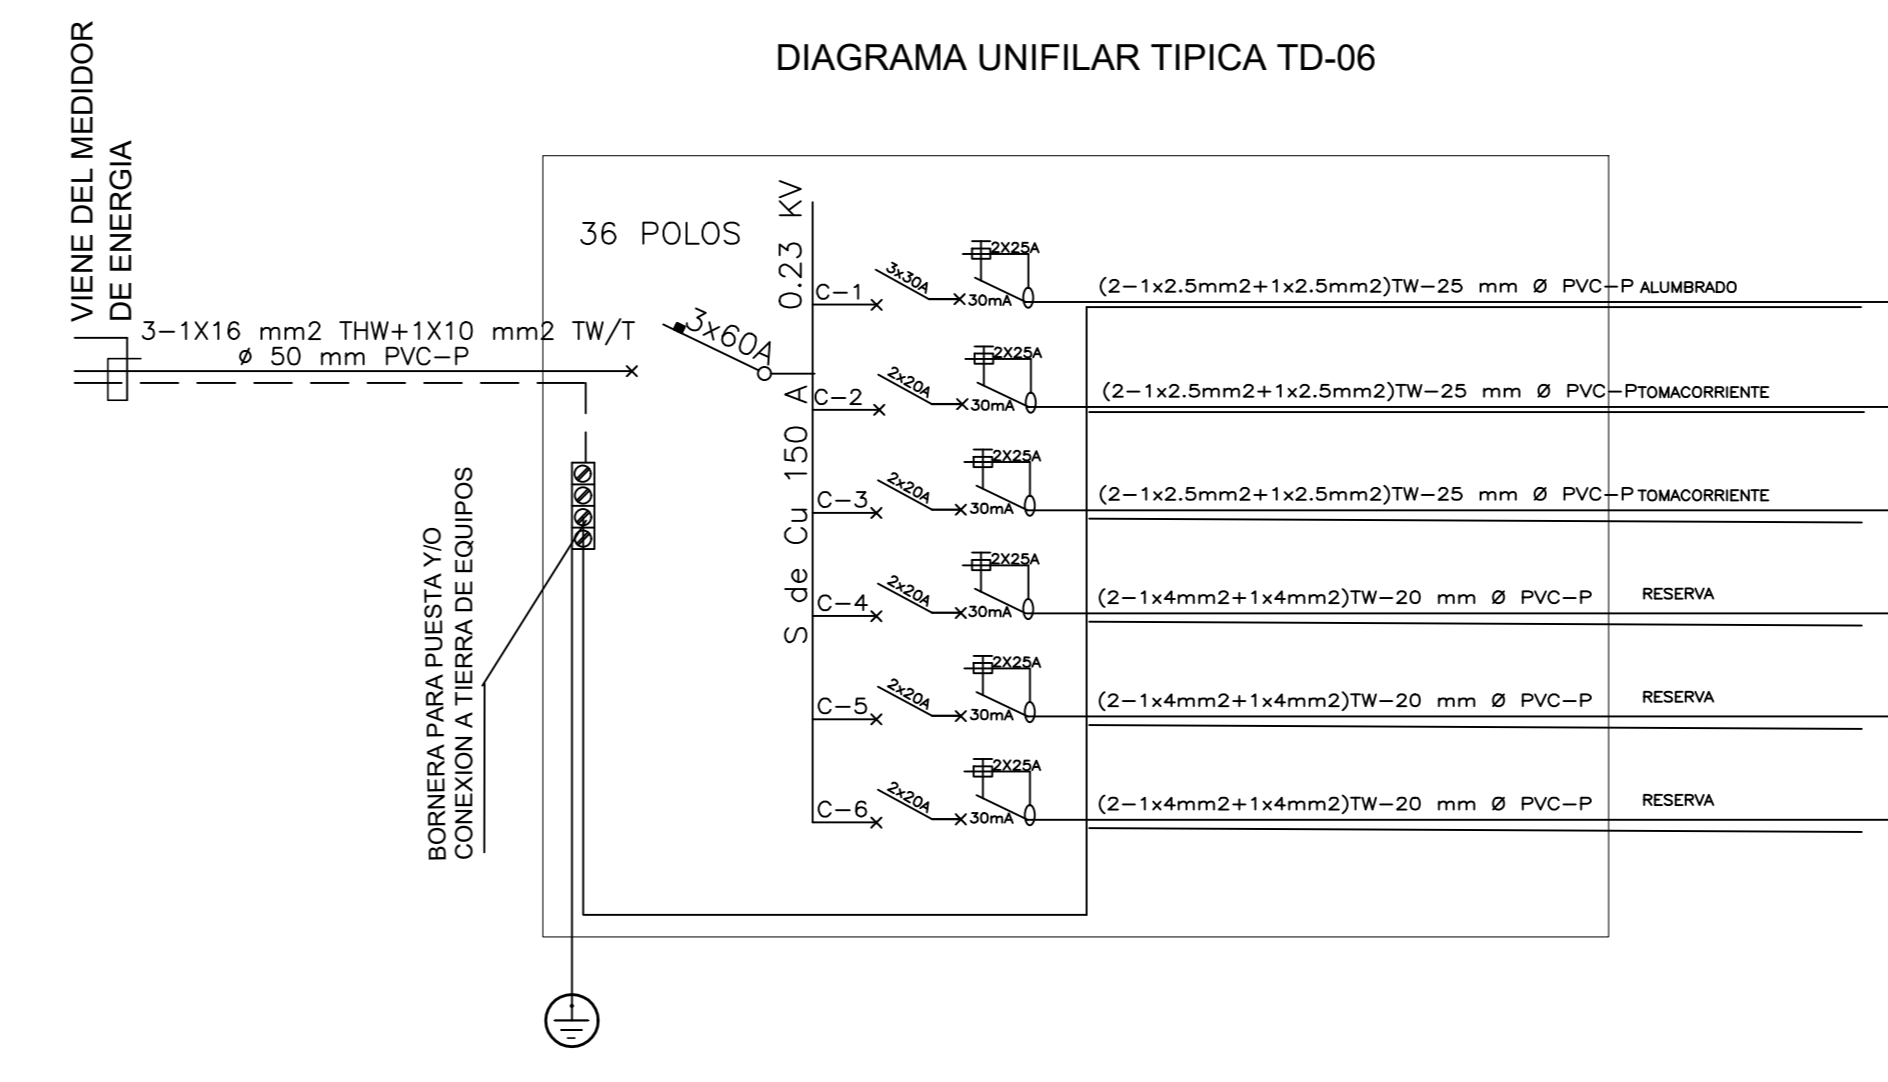 DIAGRAMA UNIFILAR TIPICA TD-06
VIENE DEL MEDIDOR
DE ENERGIA
3-1X16 mm2 THW+1X10 mm2 TW/T
ø 50 mm PVC-P
36 POLOS
3x60A
S de Cu 150 A 0.23 KV
BORNERA PARA PUESTA Y/O
CONEXION A TIERRA DE EQUIPOS
C-1 3x30A 2X25A 30mA (2-1x2.5mm2+1x2.5mm2)TW-25 mm Ø PVC-P ALUMBRADO
C-2 2x20A 2X25A 30mA (2-1x2.5mm2+1x2.5mm2)TW-25 mm Ø PVC-P TOMACORRIENTE
C-3 2x20A 2X25A 30mA (2-1x2.5mm2+1x2.5mm2)TW-25 mm Ø PVC-P TOMACORRIENTE
C-4 2x20A 2X25A 30mA (2-1x4mm2+1x4mm2)TW-20 mm Ø PVC-P RESERVA
C-5 2x20A 2X25A 30mA (2-1x4mm2+1x4mm2)TW-20 mm Ø PVC-P RESERVA
C-6 2x20A 2X25A 30mA (2-1x4mm2+1x4mm2)TW-20 mm Ø PVC-P RESERVA